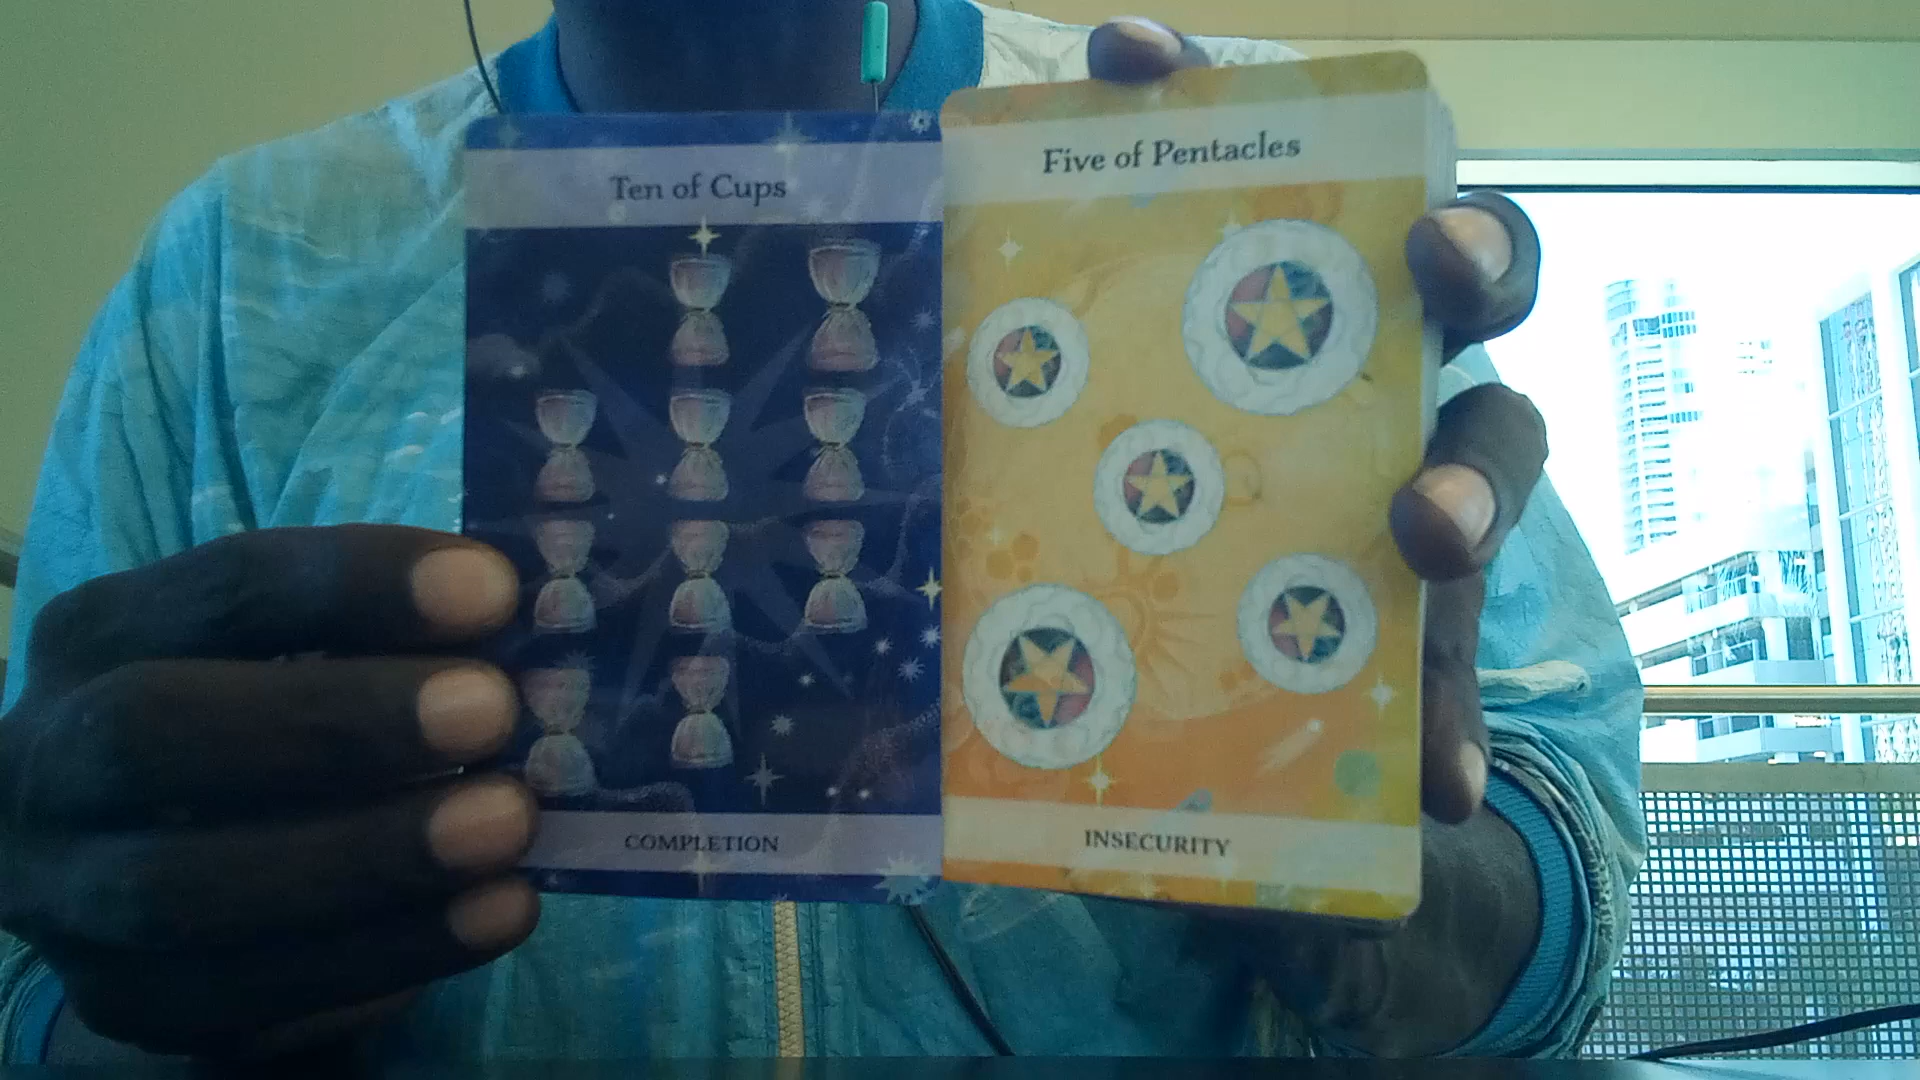 Ten of Cups
COMPLETION
Five of Pentacles
INSECURITY